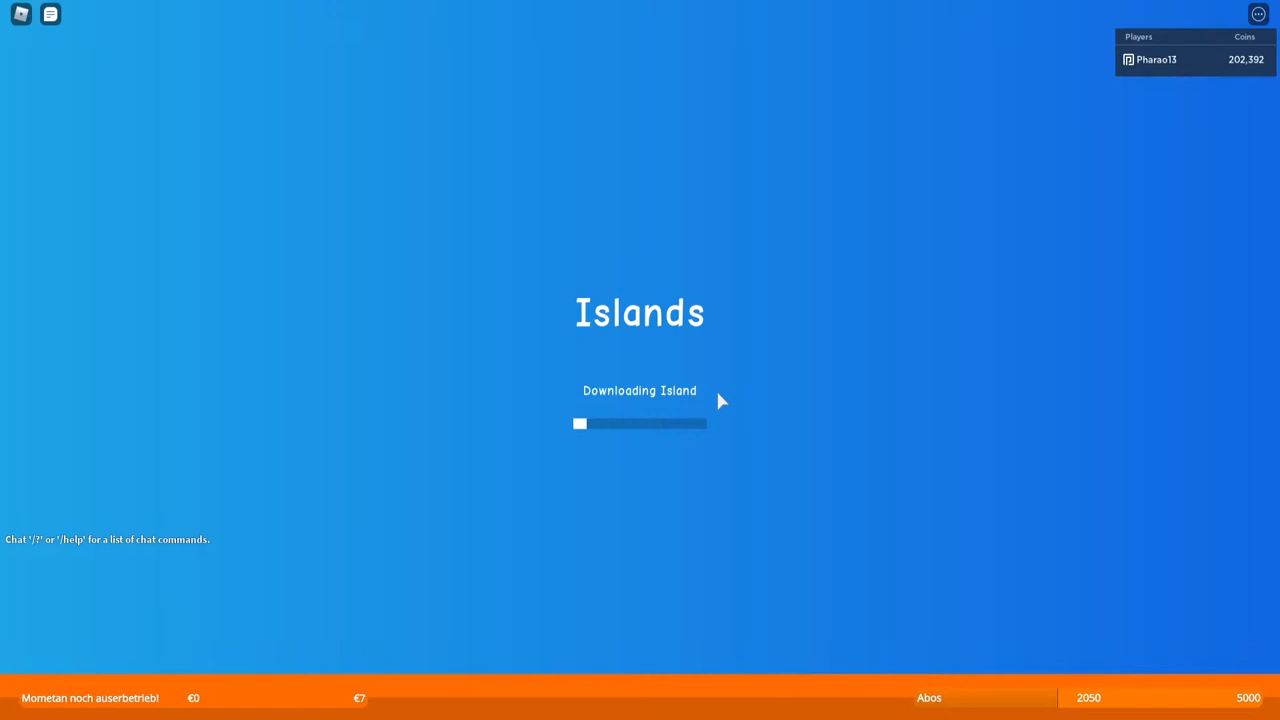 Players Coins
Pharao13 202,392
Islands
Downloading Island
Chat '/?' or '/help' for a list of chat commands.
Mometan noch auserbetrieb! €0 €7 Abos 2050 5000